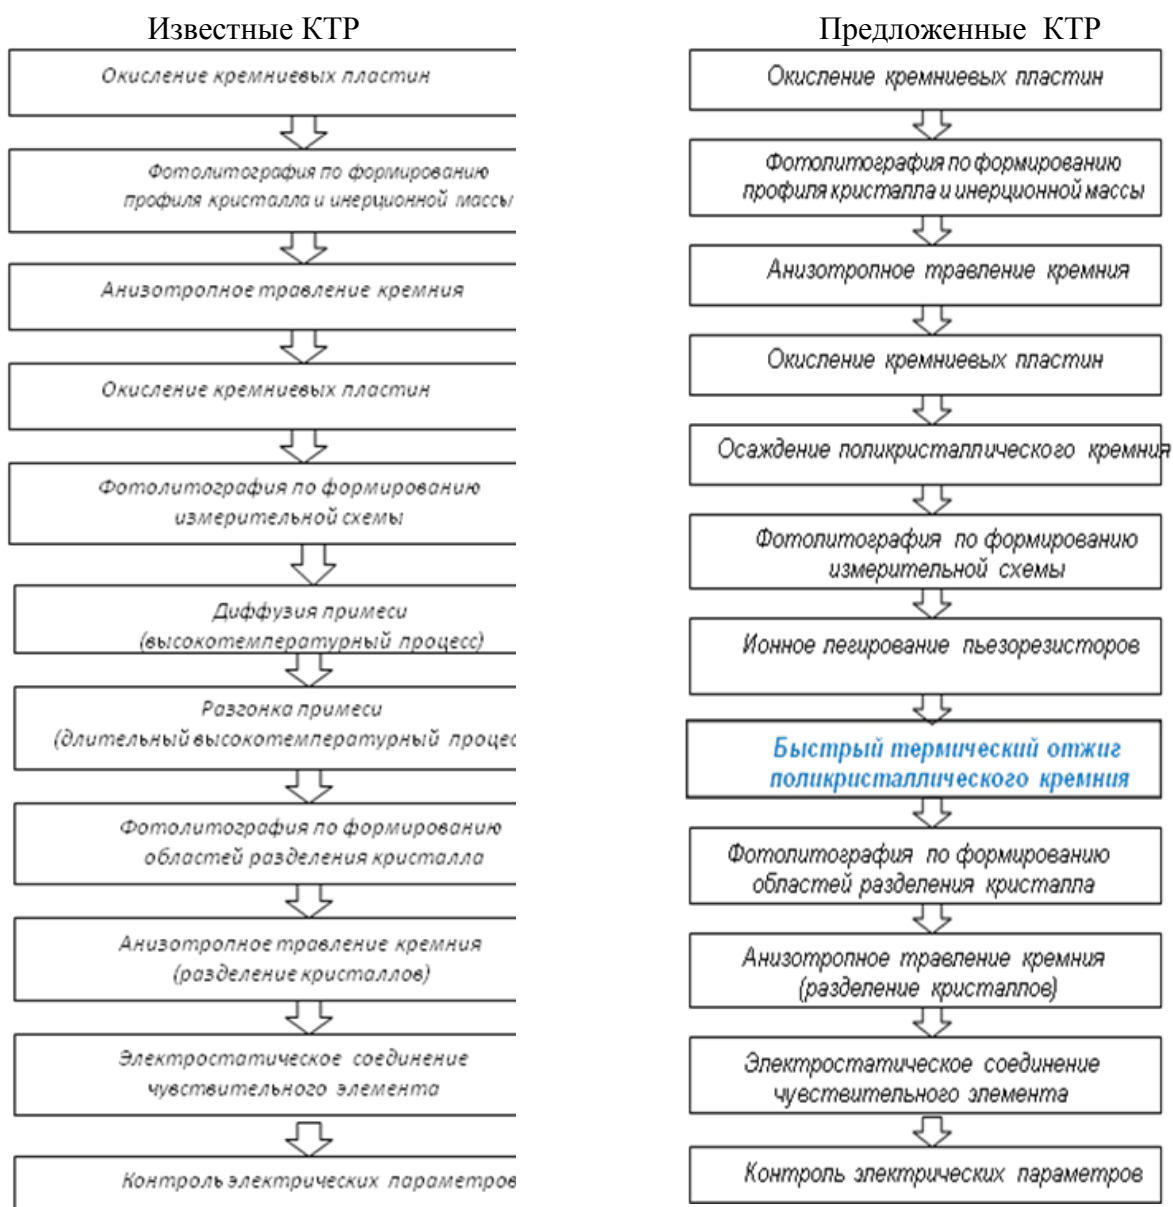 Известные КТР
Окисление кремниевых пластин
Фотолитография по формированию
профиля кристалла и инерционной массы
Анизотропное травление кремния
Окисление кремниевых пластин
Фотолитография по формированию
измерительной схемы
Диффузия примеси
(высокотемпературный процесс)
Разгонка примеси
(длительный высокотемпературный процес
Фотолитография по формированию
областей разделения кристалла
Анизотропное травление кремния
(разделение кристаллов)
Электростатическое соединение
чувствительного элемента
Контроль электрических параметров
Предложенные КТР
Окисление кремниевых пластин
Фотолитография по формированию
профиля кристалла и инерционной массы
Анизотропное травление кремния
Окисление кремниевых пластин
Осаждение поликристаллического кремния
Фотолитография по формированию
измерительной схемы
Ионное легирование пьезорезисторов
Быстрый термический отжиг
поликристаллического кремния
Фотолитография по формированию
областей разделения кристалла
Анизотропное травление кремния
(разделение кристаллов)
Электростатическое соединение
чувствительного элемента
Контроль электрических параметров